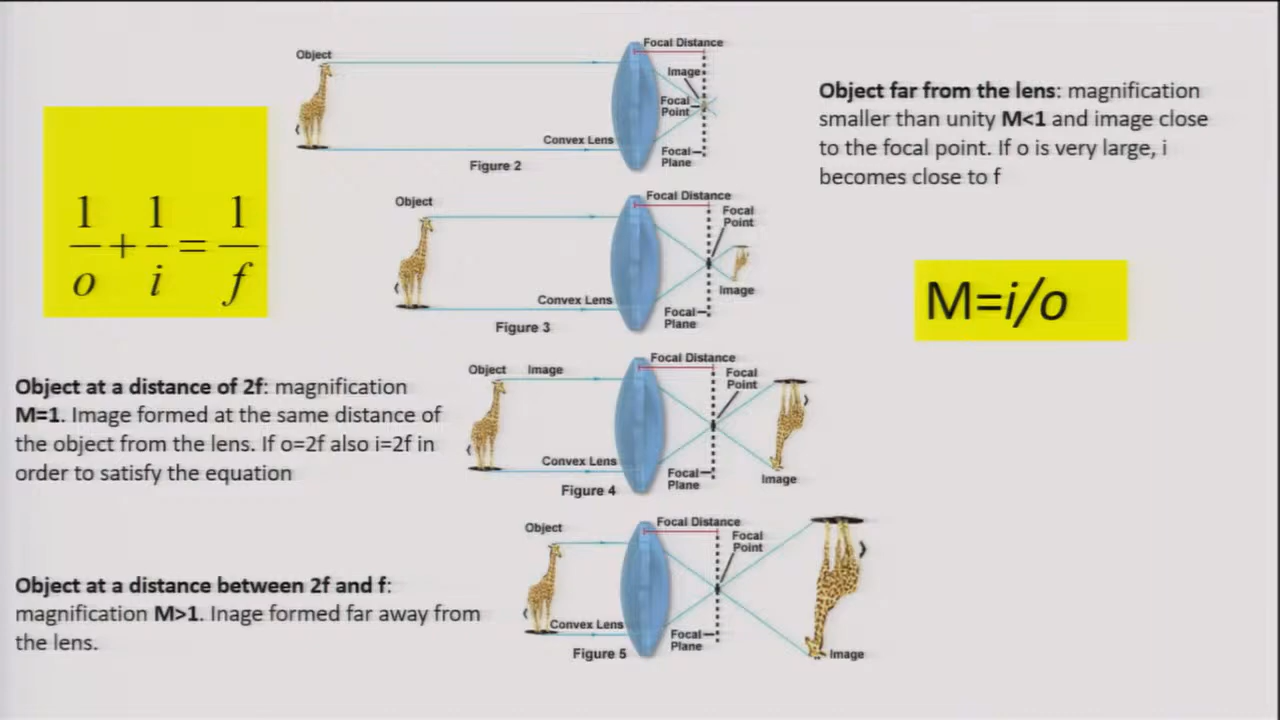 1/o + 1/i = 1/f
Object
Focal Distance
Image
Focal
Point
Convex Lens
Focal
Plane
Figure 2
Object far from the lens: magnification
smaller than unity M<1 and image close
to the focal point. If o is very large, i
becomes close to f
Object
Focal Distance
Focal
Point
Image
Convex Lens
Focal
Plane
Figure 3
M=i/o
Object at a distance of 2f: magnification
M=1. Image formed at the same distance of
the object from the lens. If o=2f also i=2f in
order to satisfy the equation
Object Image
Focal Distance
Focal
Point
Convex Lens
Focal
Plane
Image
Figure 4
Object at a distance between 2f and f:
magnification M>1. Inage formed far away from
the lens.
Object
Focal Distance
Focal
Point
Convex Lens
Focal
Plane
Image
Figure 5